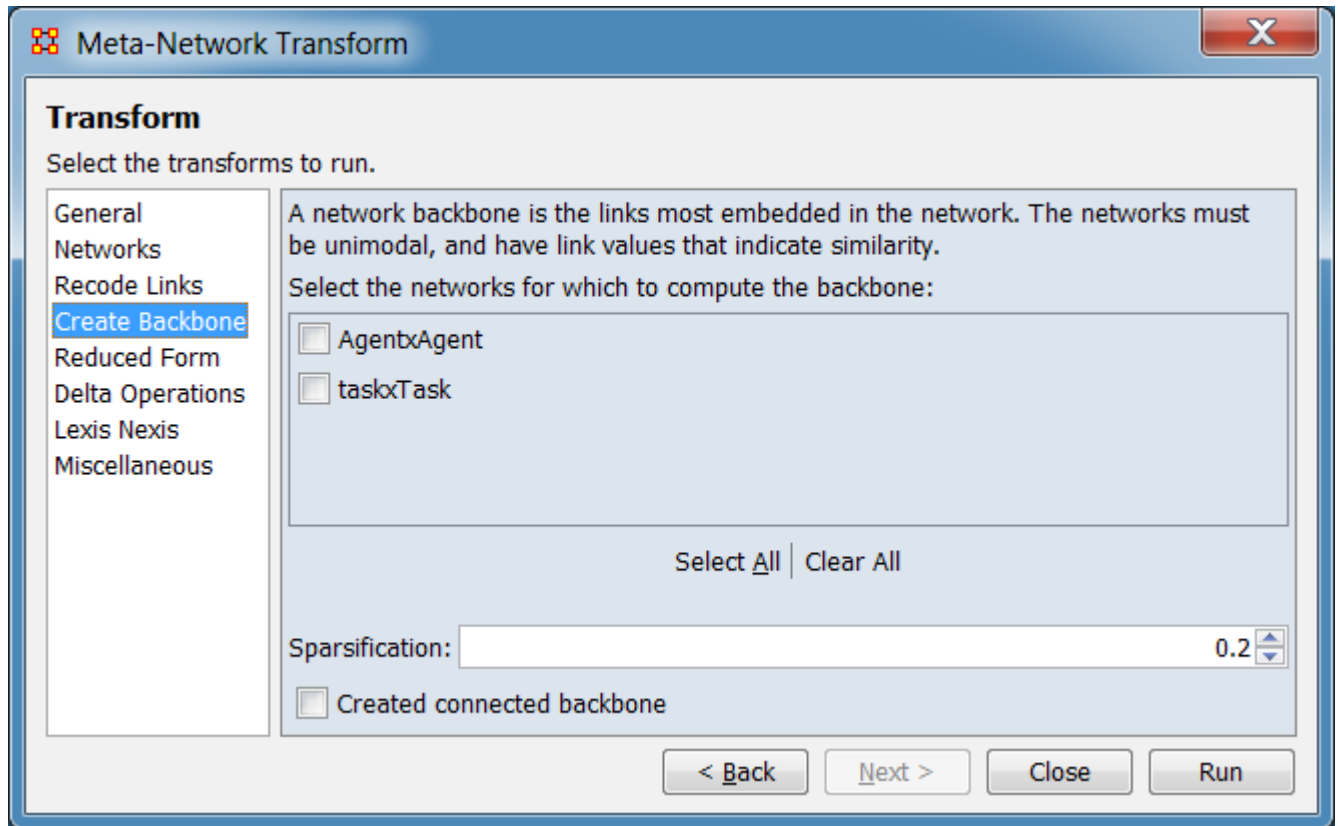 Meta-Network Transform
X
Transform
Select the transforms to run.
General
Networks
Recode Links
Create Backbone
Reduced Form
Delta Operations
Lexis Nexis
Miscellaneous
A network backbone is the links most embedded in the network. The networks must
be unimodal, and have link values that indicate similarity.
Select the networks for which to compute the backbone:
AgentxAgent
taskxTask
Select All | Clear All
Sparsification: 0.2
Created connected backbone
< Back Next > Close Run